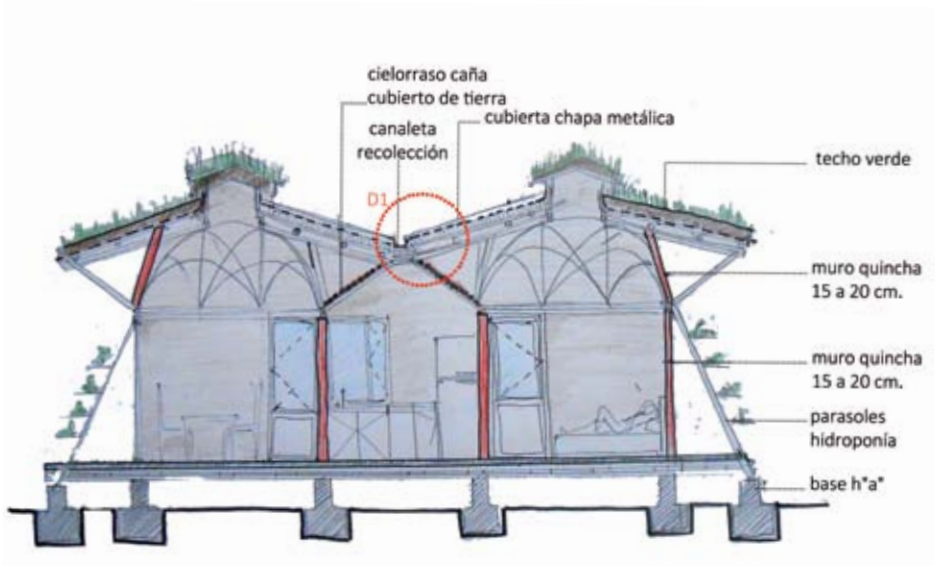 cielorraso caña
cubierto de tierra
canaleta
recolección
cubierta chapa metálica
techo verde
D1
muro quincha
15 a 20 cm.
muro quincha
15 a 20 cm.
parasoles
hidroponía
base h°a°